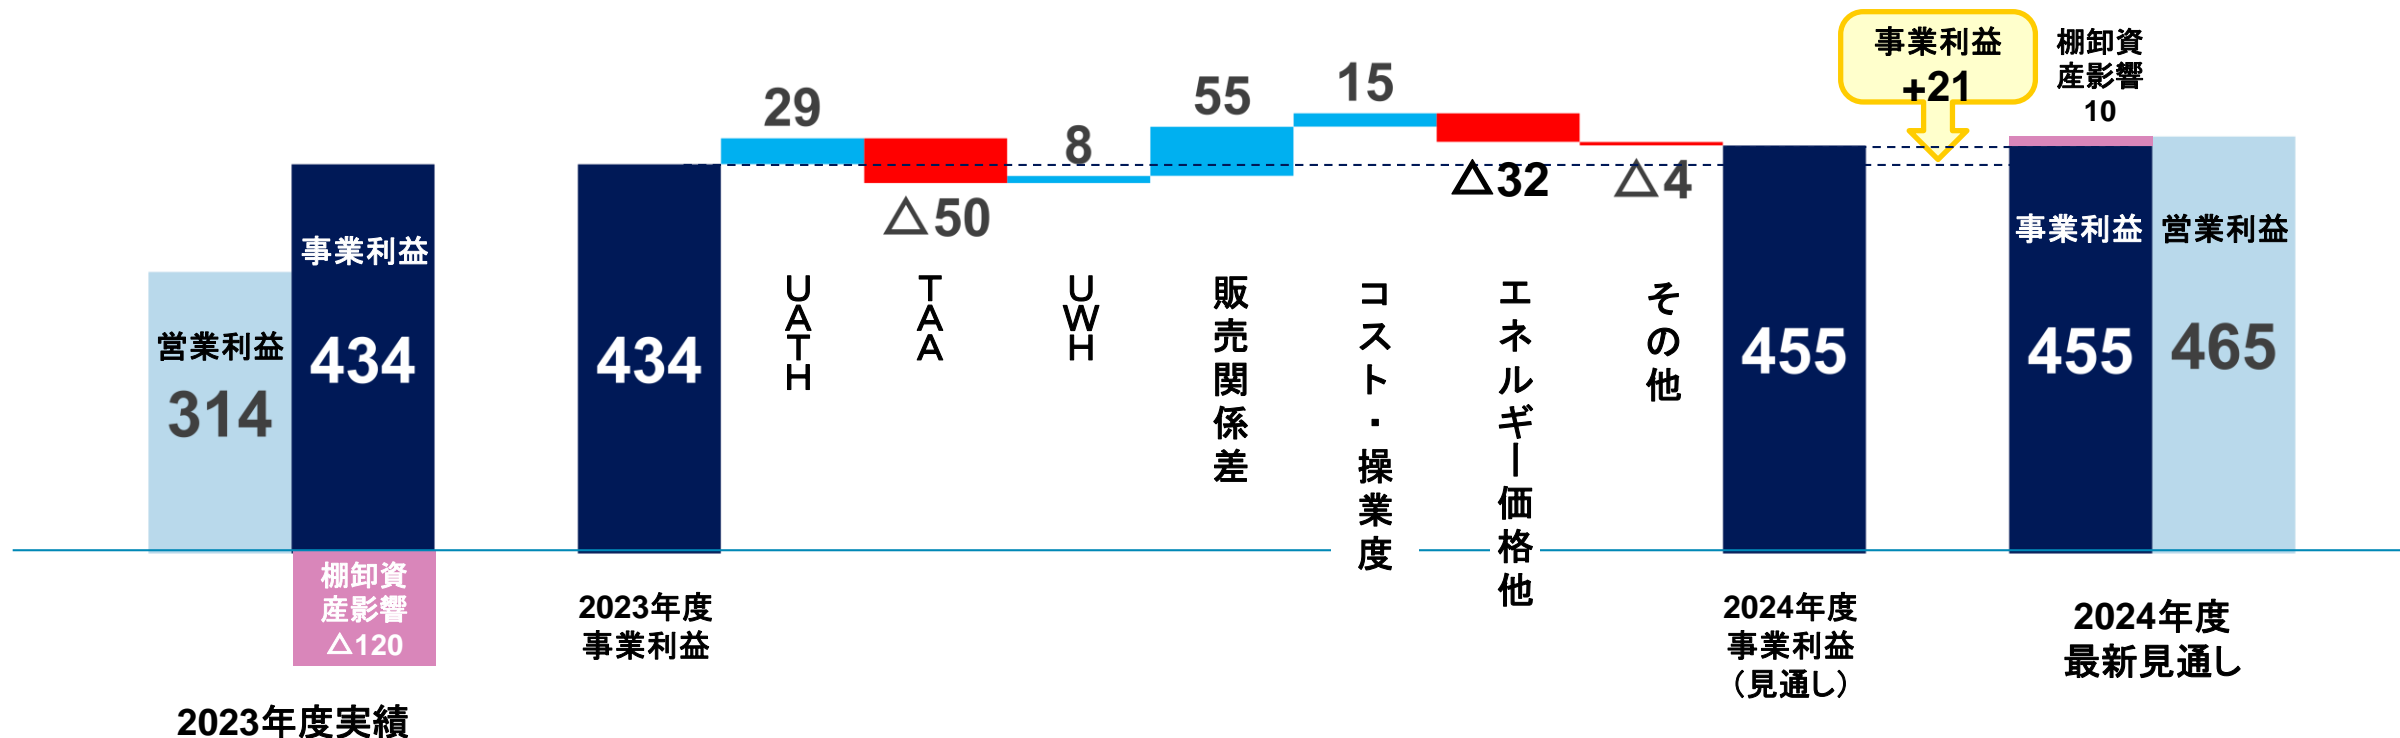 営業利益
314
事業利益
434
棚卸資
産影響
△120
2023年度実績
434
2023年度
事業利益
29
UATH
△50
TAA
8
UWH
55
販売関係差
15
コスト・操業度
△32
エネルギー価格他
△4
その他
455
2024年度
事業利益
（見通し）
事業利益
+21
棚卸資
産影響
10
事業利益
455
営業利益
465
2024年度
最新見通し